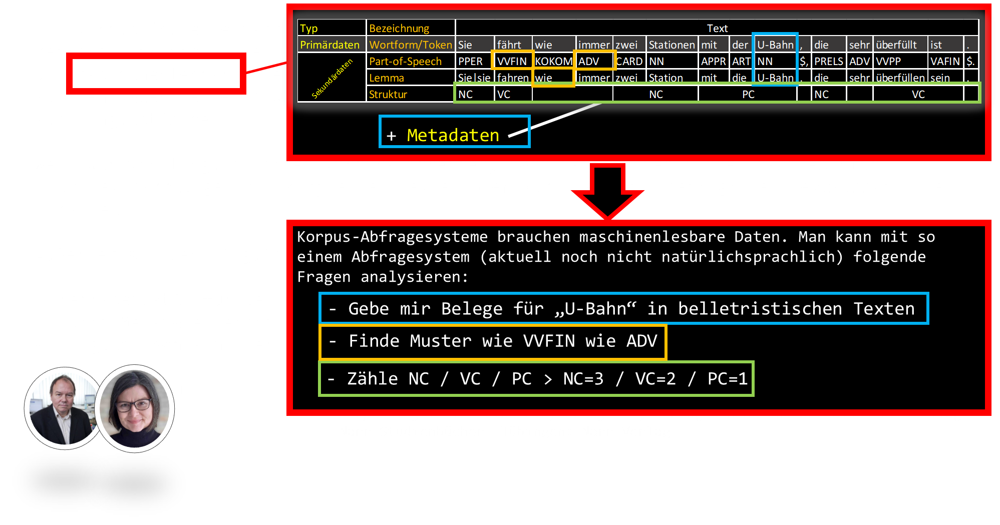 Typ Bezeichnung Text
Primärdaten Wortform/Token Sie fährt wie immer zwei Stationen mit der U-Bahn , die sehr überfüllt ist .
Sekundärdaten
Part-of-Speech PPER VVFIN KOKOM ADV CARD NN APPR ART NN $, PRELS ADV VVPP VAFIN $.
Lemma Sie|sie fahren wie immer zwei Station mit die U-Bahn , die sehr überfüllen sein .
Struktur NC VC NC PC NC VC
+ Metadaten
Korpus-Abfragesysteme brauchen maschinenlesbare Daten. Man kann mit so
einem Abfragesystem (aktuell noch nicht natürlichsprachlich) folgende
Fragen analysieren:
- Gebe mir Belege für „U-Bahn“ in belletristischen Texten
- Finde Muster wie VVFIN wie ADV
- Zähle NC / VC / PC > NC=3 / VC=2 / PC=1